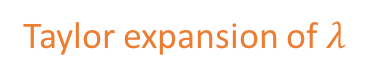 Taylor expansion of λ